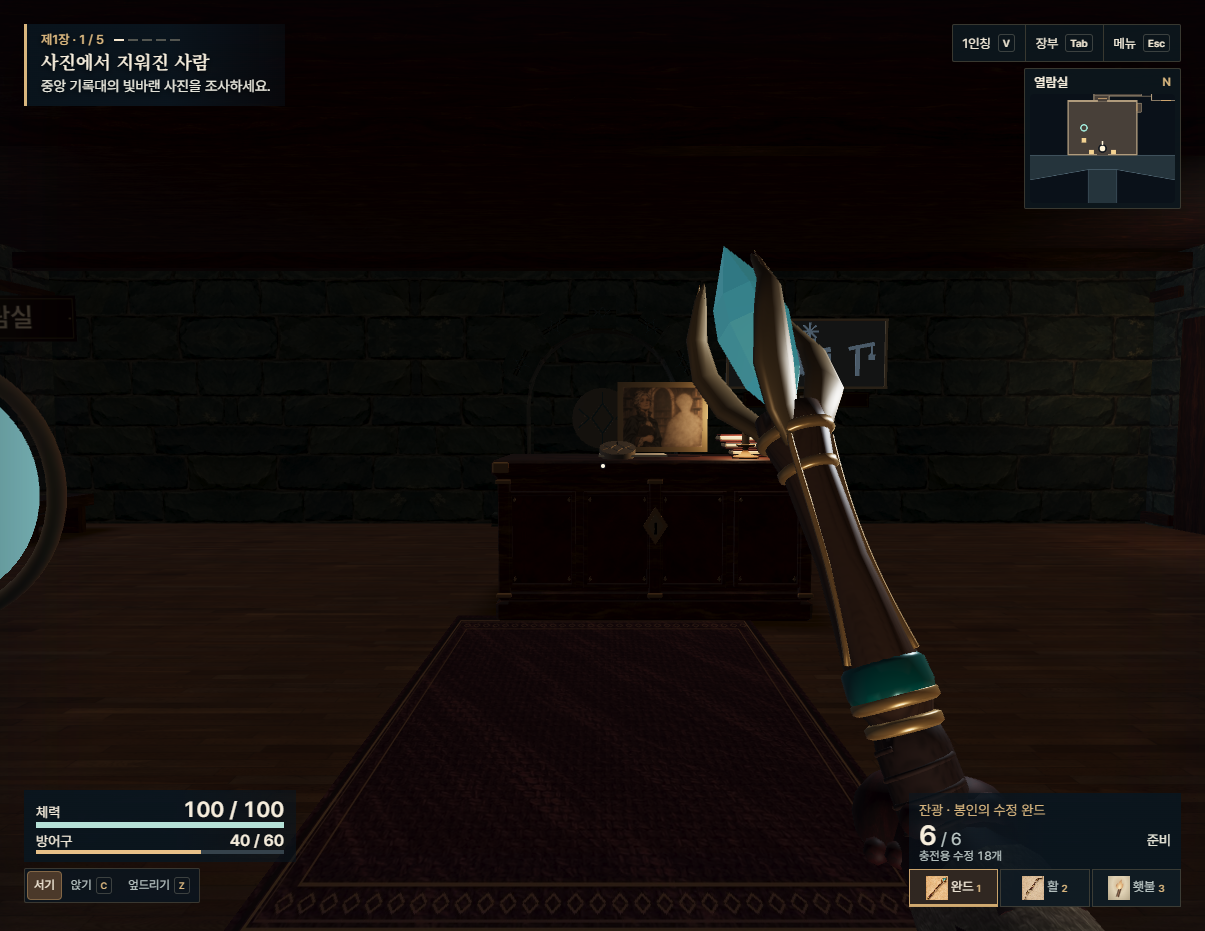 제1장 · 1 / 5
사진에서 지워진 사람
중앙 기록대의 빛바랜 사진을 조사하세요.
1인칭 V 장부 Tab 메뉴 Esc
열람실 N
람실
체력 100 / 100
방어구 40 / 60
서기 앉기 C 엎드리기 Z
잔광 · 봉인의 수정 완드
6 / 6 준비
충전용 수정 18개
완드 1 활 2 횃불 3